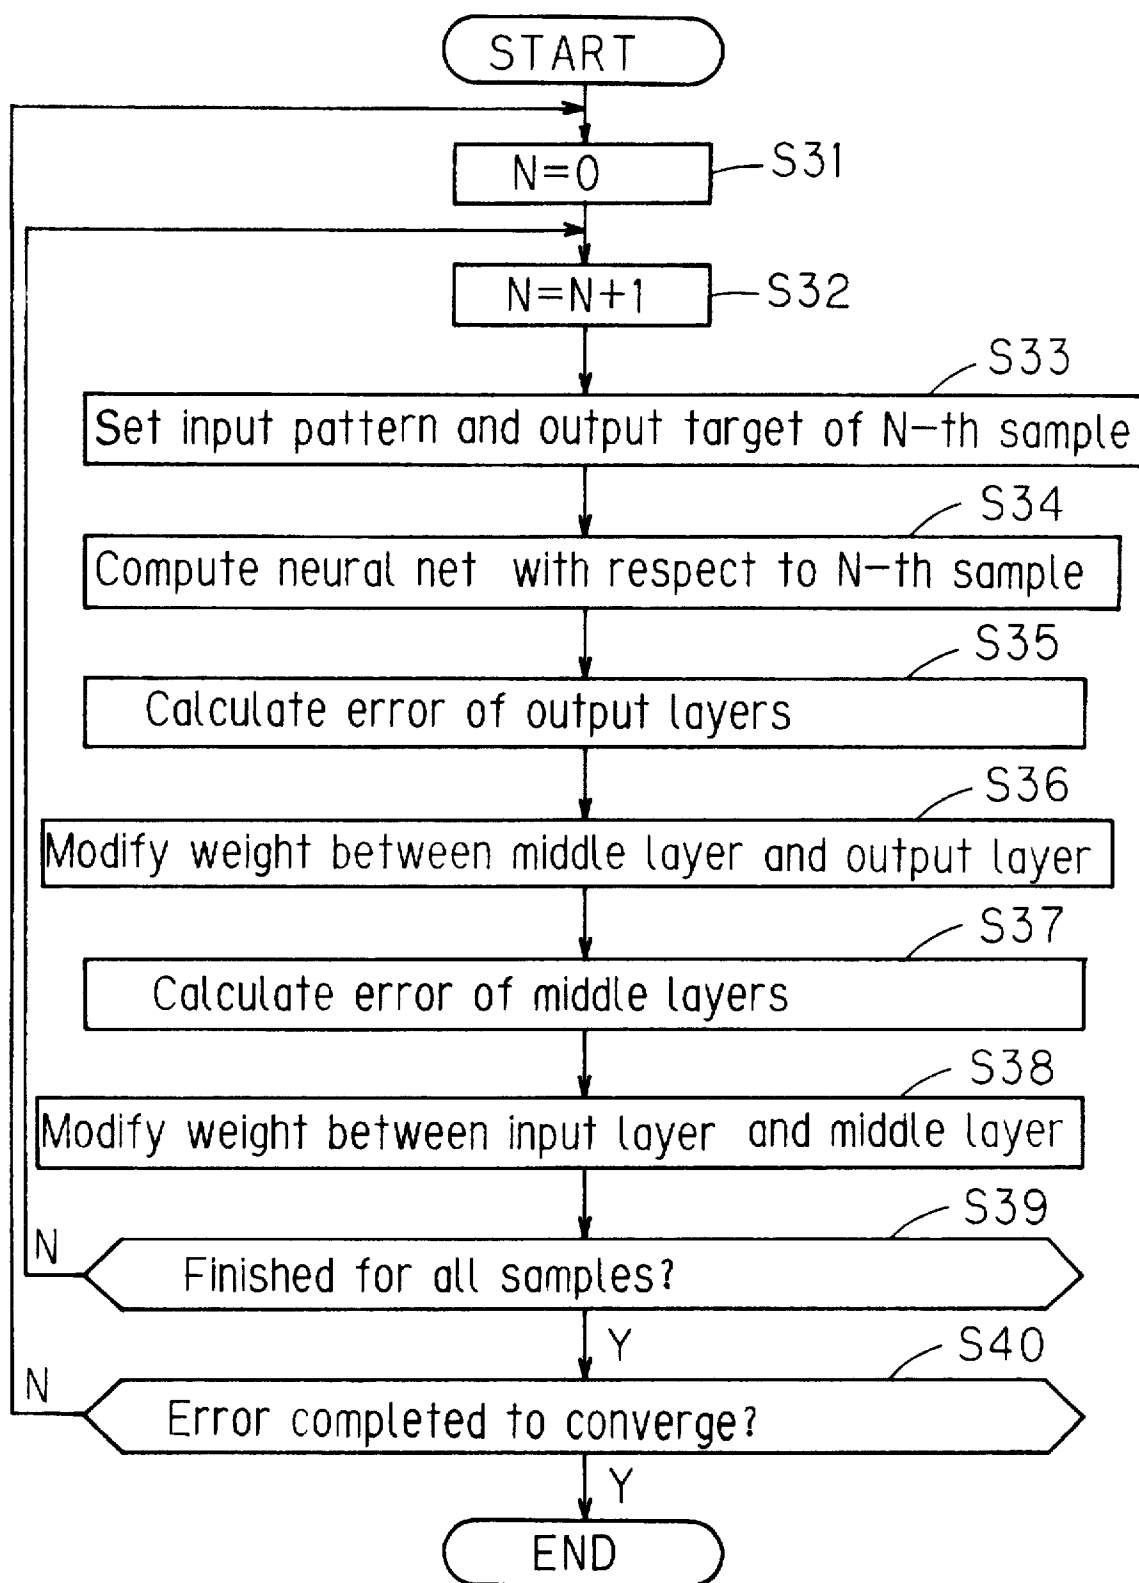 START
N=0
S31
N=N+1
S32
S33
Set input pattern and output target of N-th sample
S34
Compute neural net with respect to N-th sample
S35
Calculate error of output layers
S36
Modify weight between middle layer and output layer
S37
Calculate error of middle layers
S38
Modify weight between input layer and middle layer
S39
N
Finished for all samples?
Y
S40
N
Error completed to converge?
Y
END